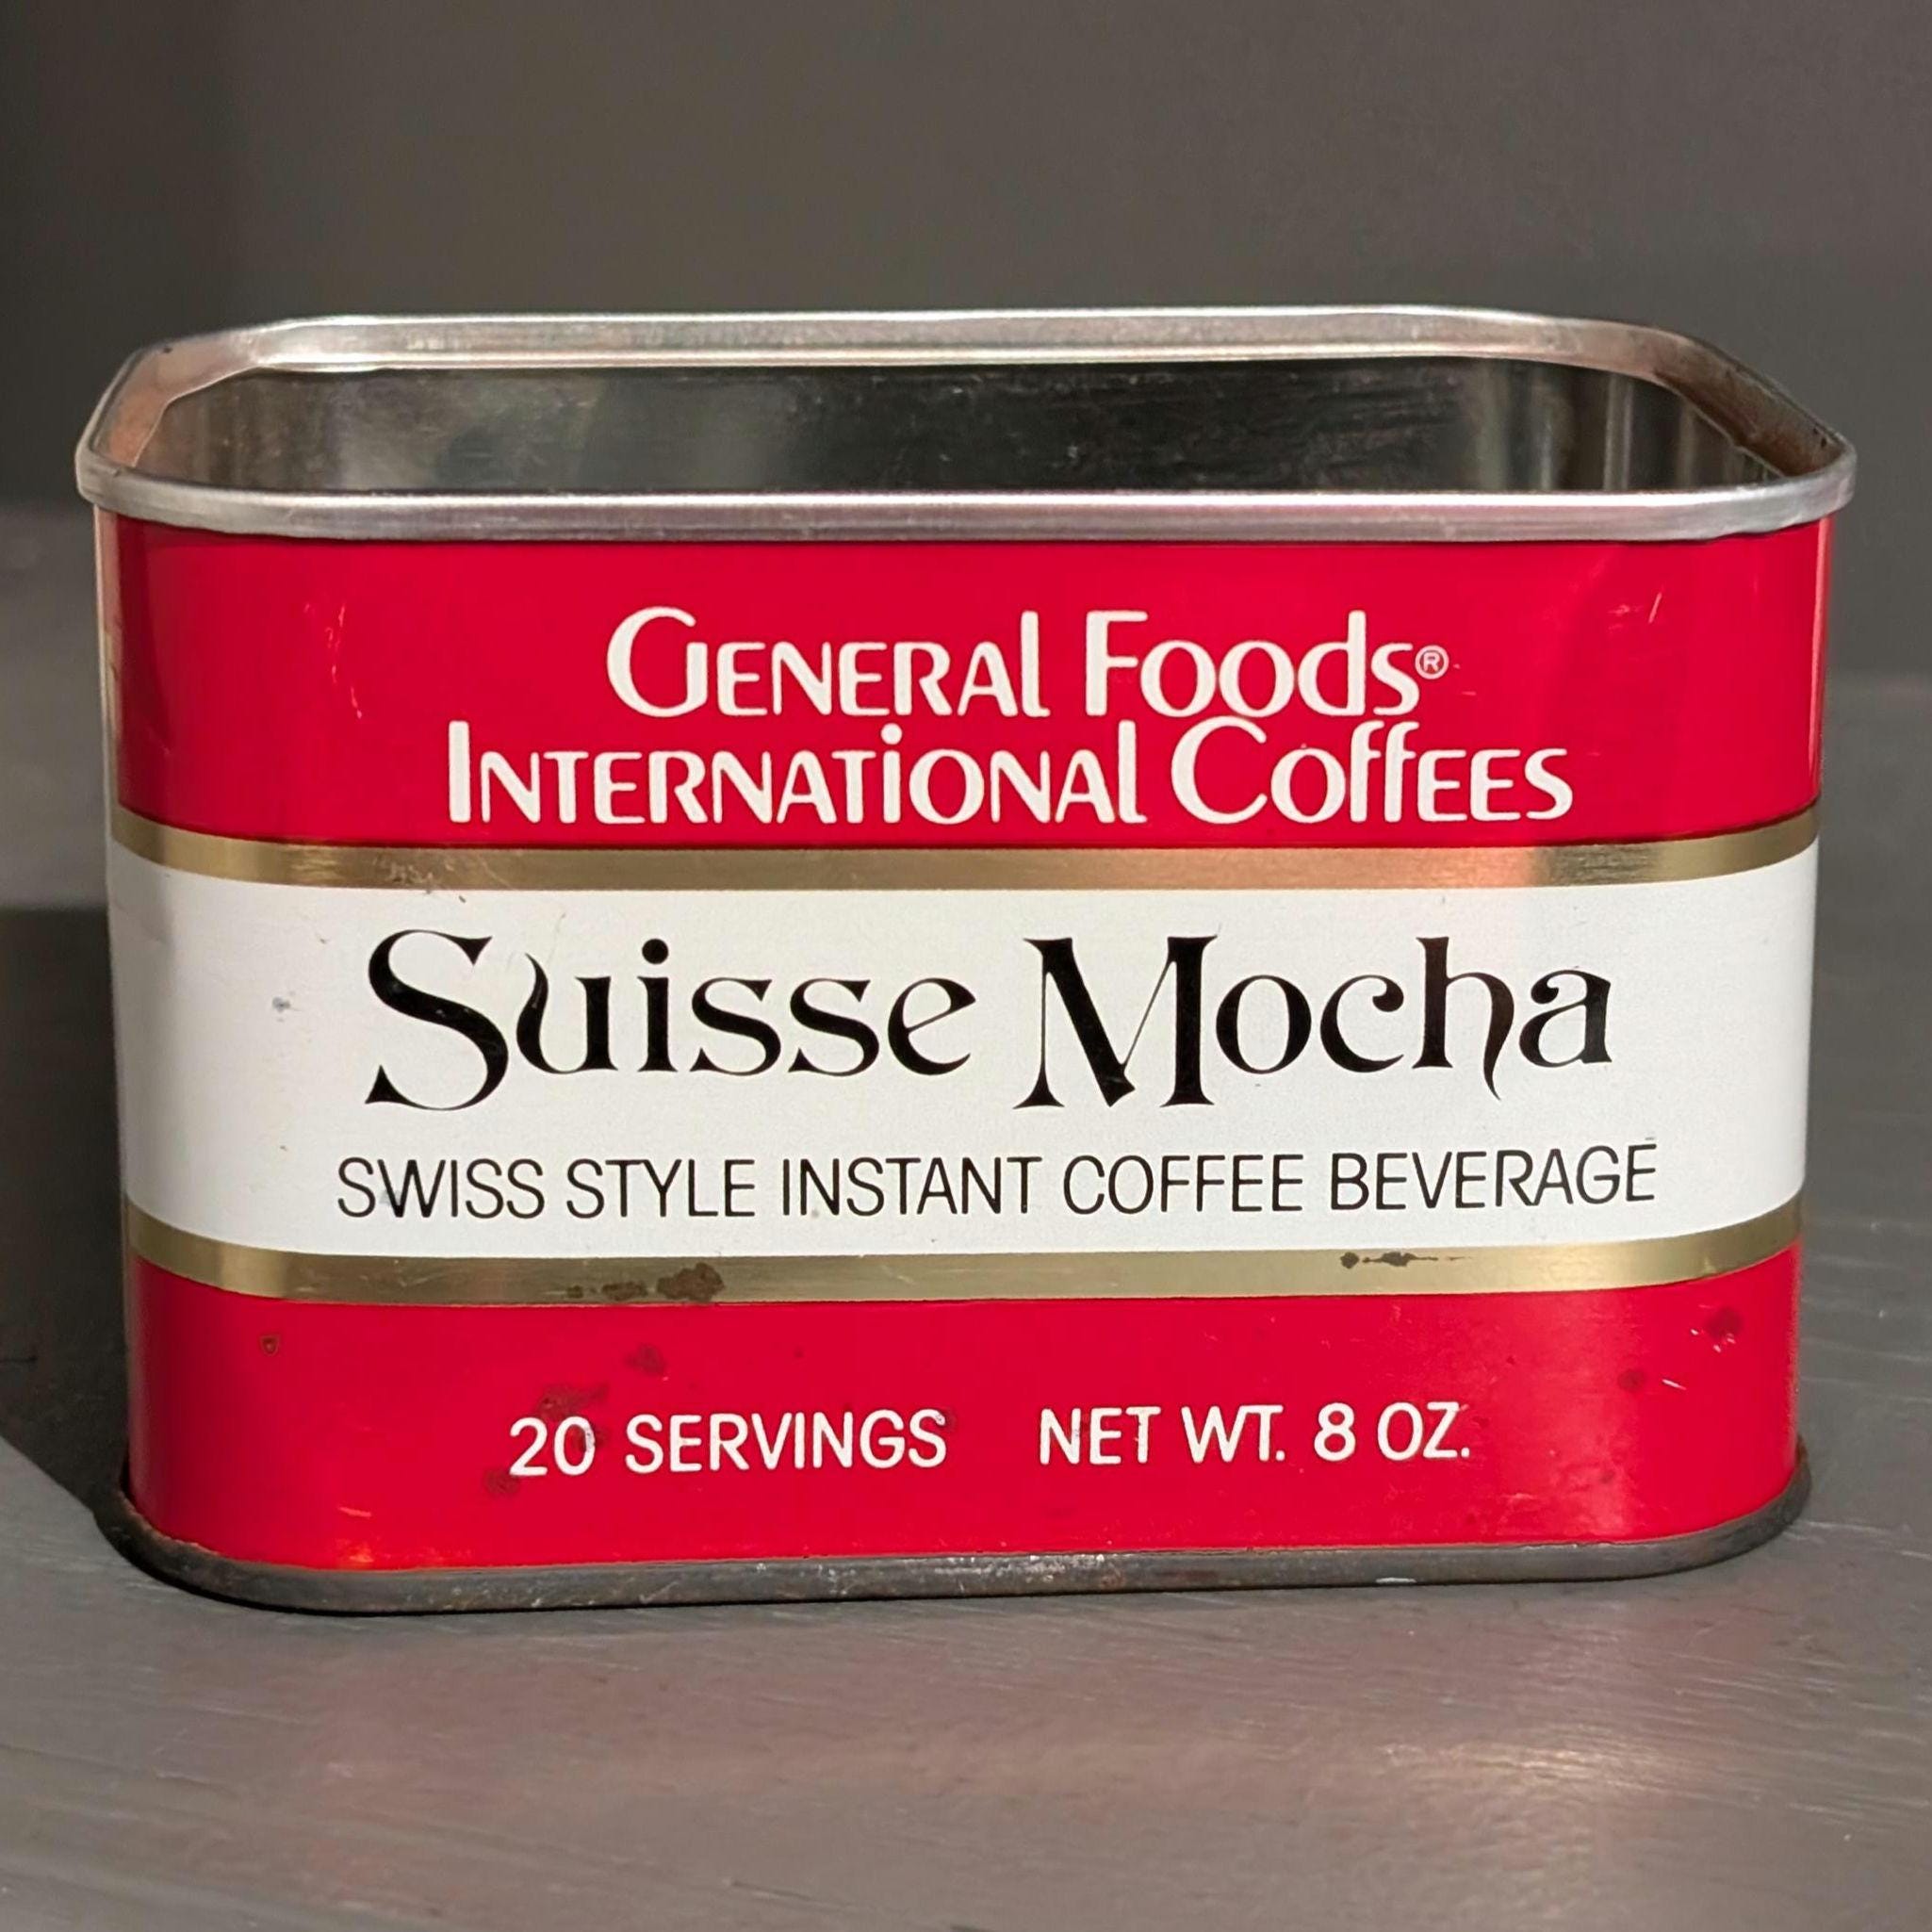 General Foods®
International Coffees
Suisse Mocha
SWISS STYLE INSTANT COFFEE BEVERAGE
20 SERVINGS NET WT. 8 OZ.